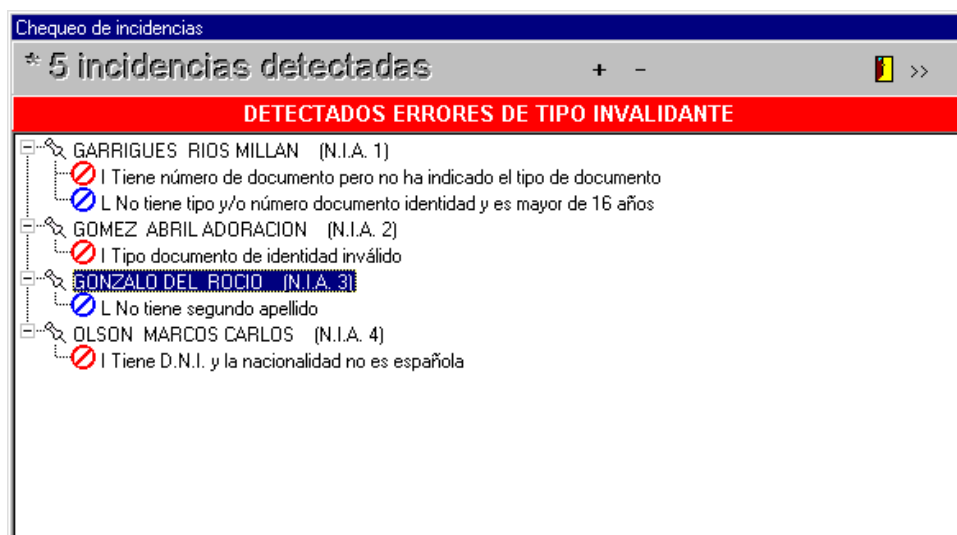 Chequeo de incidencias
* 5 incidencias detectadas + - >>
DETECTADOS ERRORES DE TIPO INVALIDANTE
GARRIGUES RIOS MILLAN (N.I.A. 1)
I Tiene número de documento pero no ha indicado el tipo de documento
L No tiene tipo y/o número documento identidad y es mayor de 16 años
GOMEZ ABRIL ADORACION (N.I.A. 2)
I Tipo documento de identidad inválido
GONZALO DEL ROCIO (N.I.A. 3)
L No tiene segundo apellido
OLSON MARCOS CARLOS (N.I.A. 4)
I Tiene D.N.I. y la nacionalidad no es española